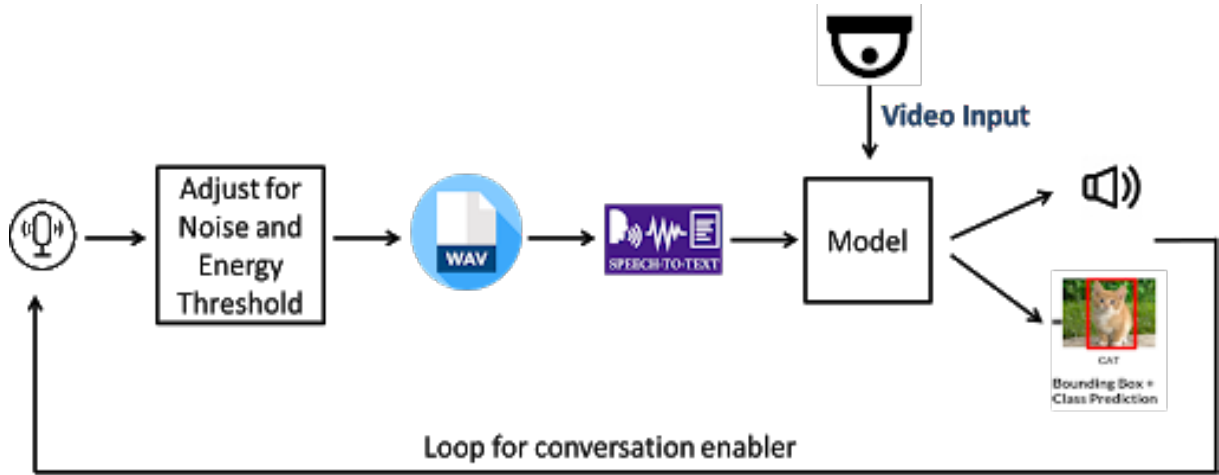 Video Input
Adjust for
Noise and
Energy
Threshold
WAV
SPEECH-TO-TEXT
Model
CAT
Bounding Box +
Class Prediction
Loop for conversation enabler